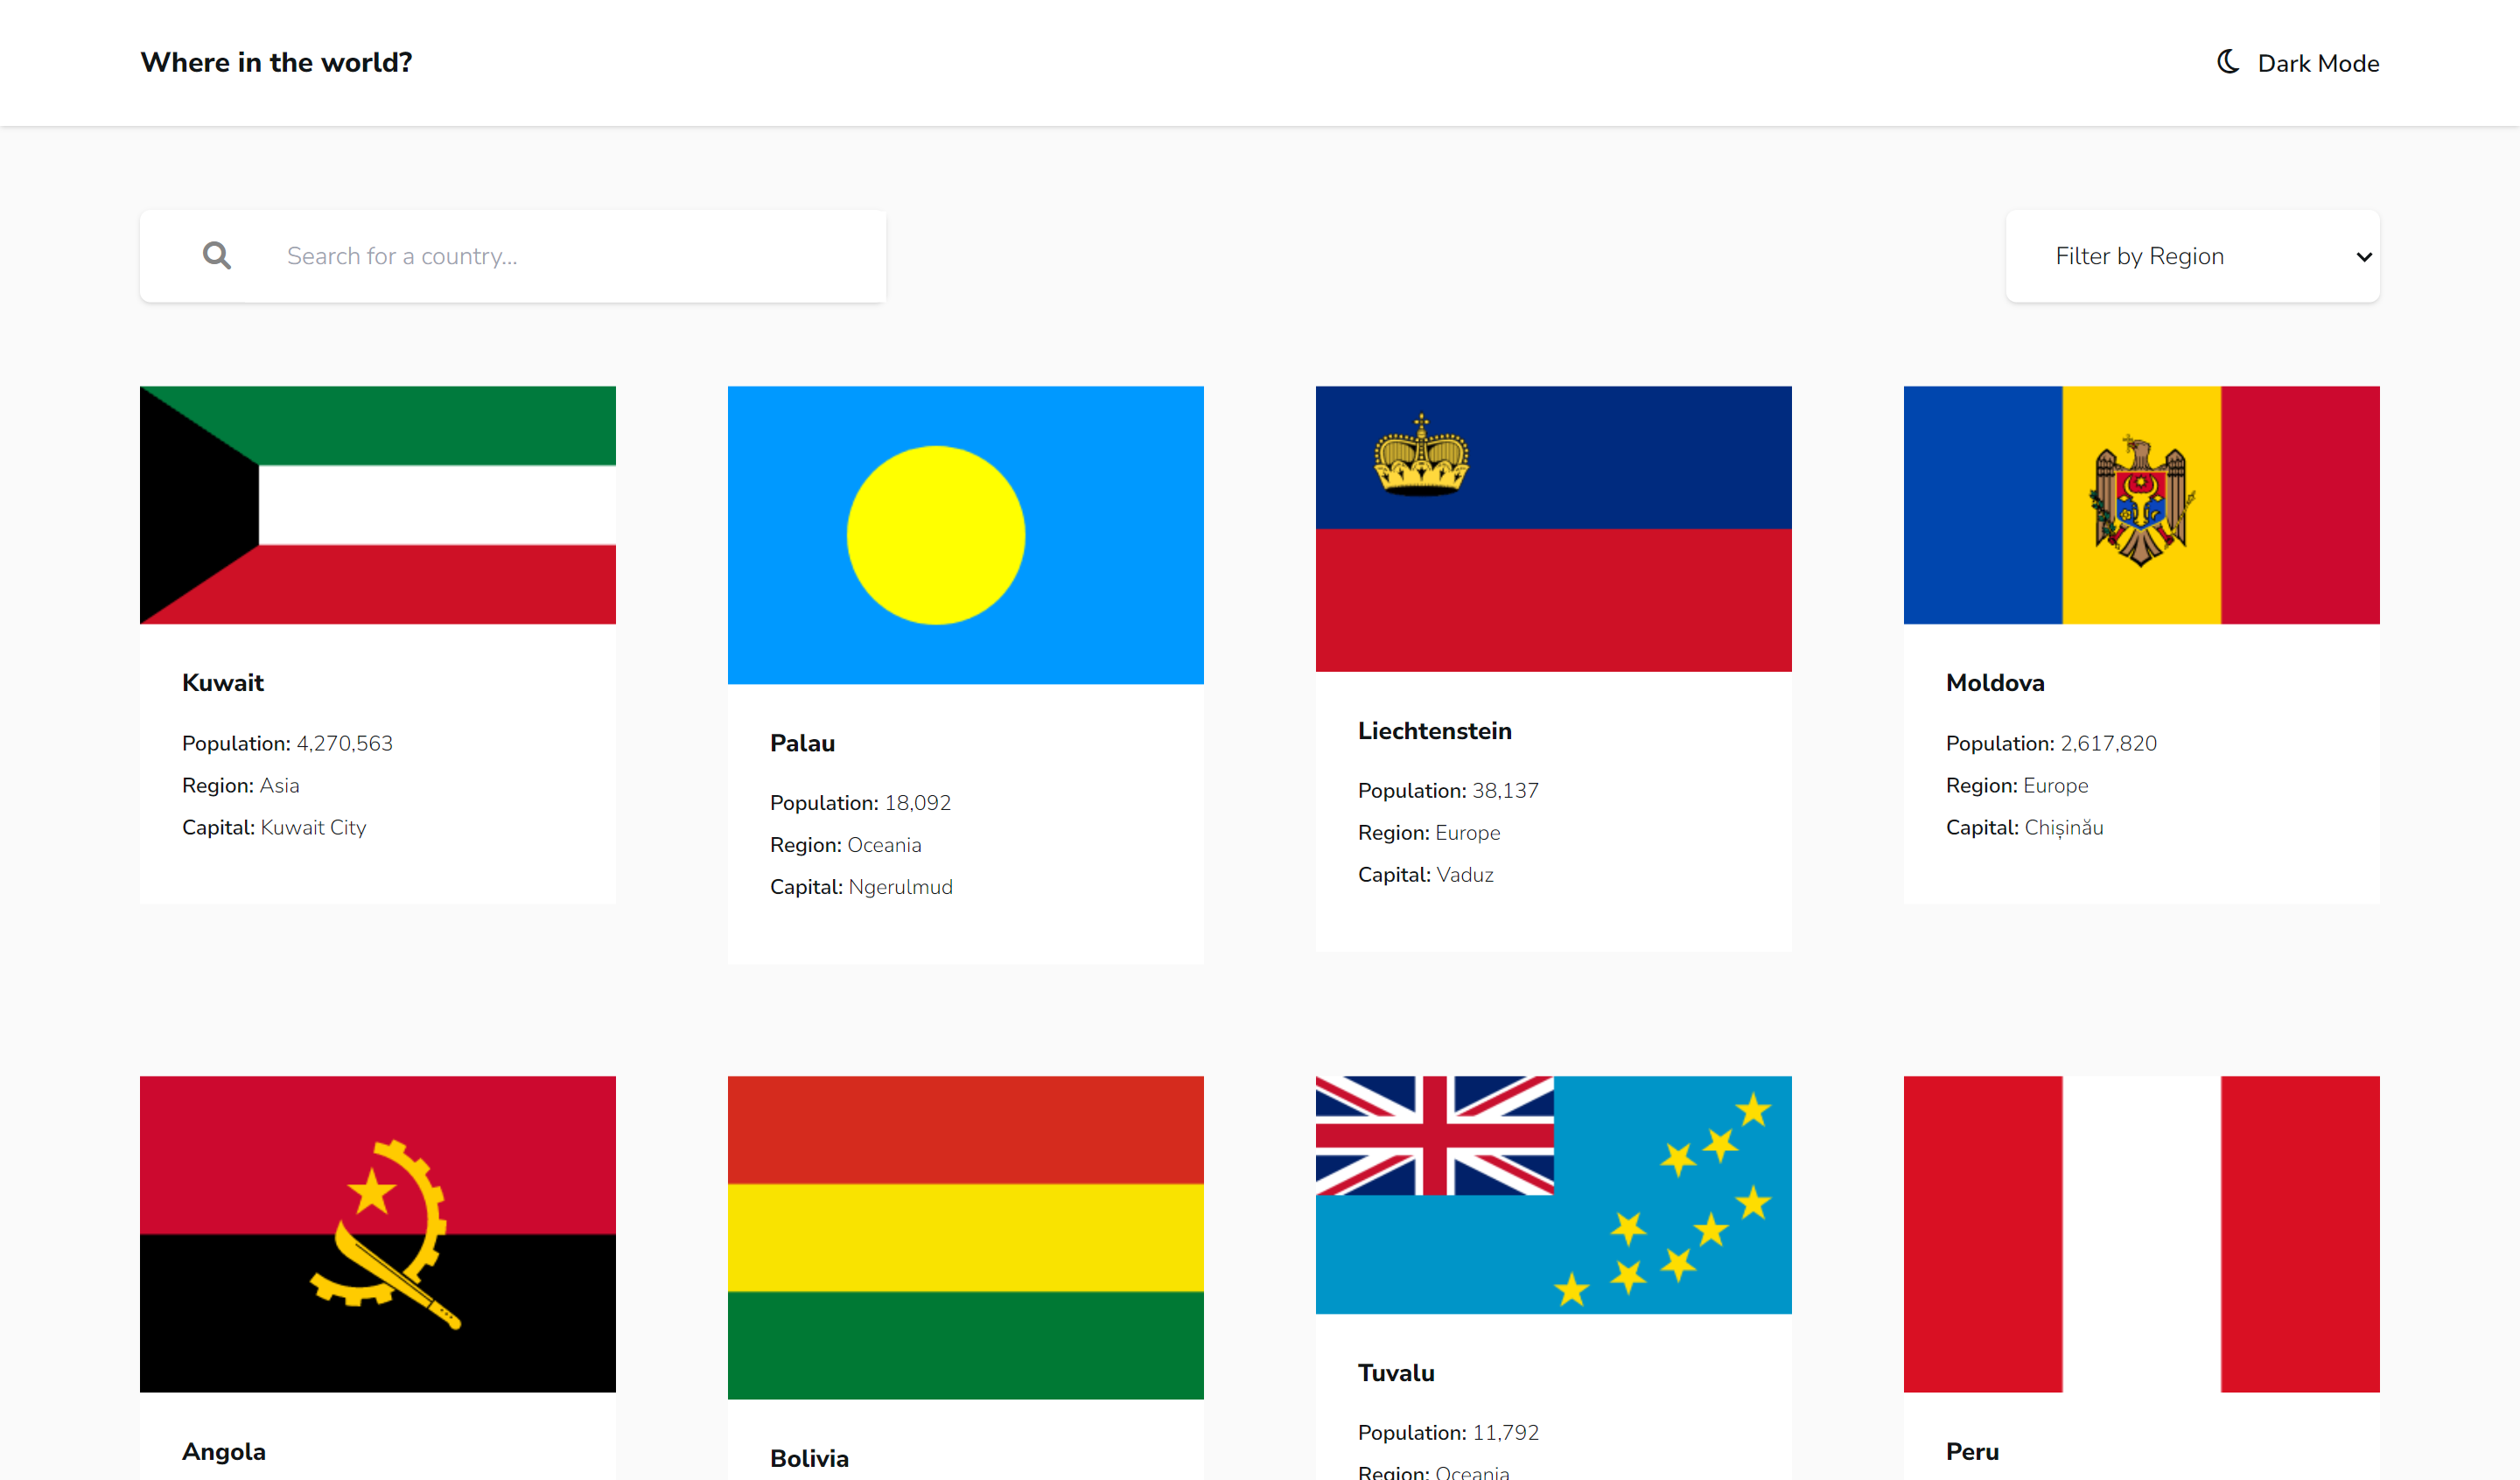 Where in the world?
Dark Mode
Search for a country...
Filter by Region
Kuwait
Population: 4,270,563
Region: Asia
Capital: Kuwait City
Palau
Population: 18,092
Region: Oceania
Capital: Ngerulmud
Liechtenstein
Population: 38,137
Region: Europe
Capital: Vaduz
Moldova
Population: 2,617,820
Region: Europe
Capital: Chișinău
Angola
Bolivia
Tuvalu
Population: 11,792
Region: Oceania
Peru